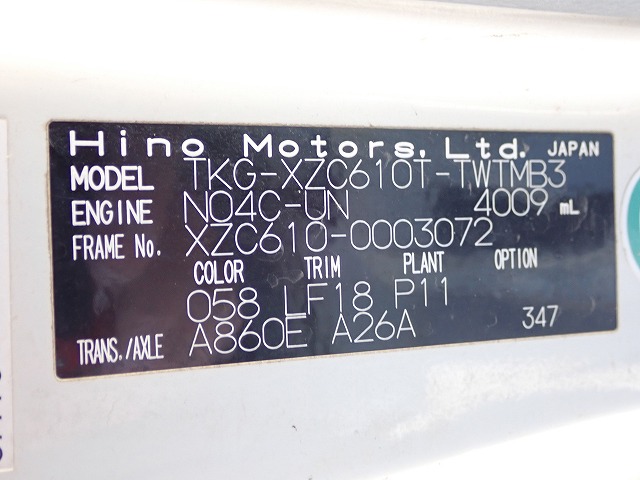 Hino Motors, Ltd. JAPAN
MODEL TKG-XZC610T-TWTMB3
ENGINE N04C-UN 4009 mL
FRAME No. XZC610-0003072
COLOR TRIM PLANT OPTION
058 LF18 P11
TRANS./AXLE A860E A26A 347